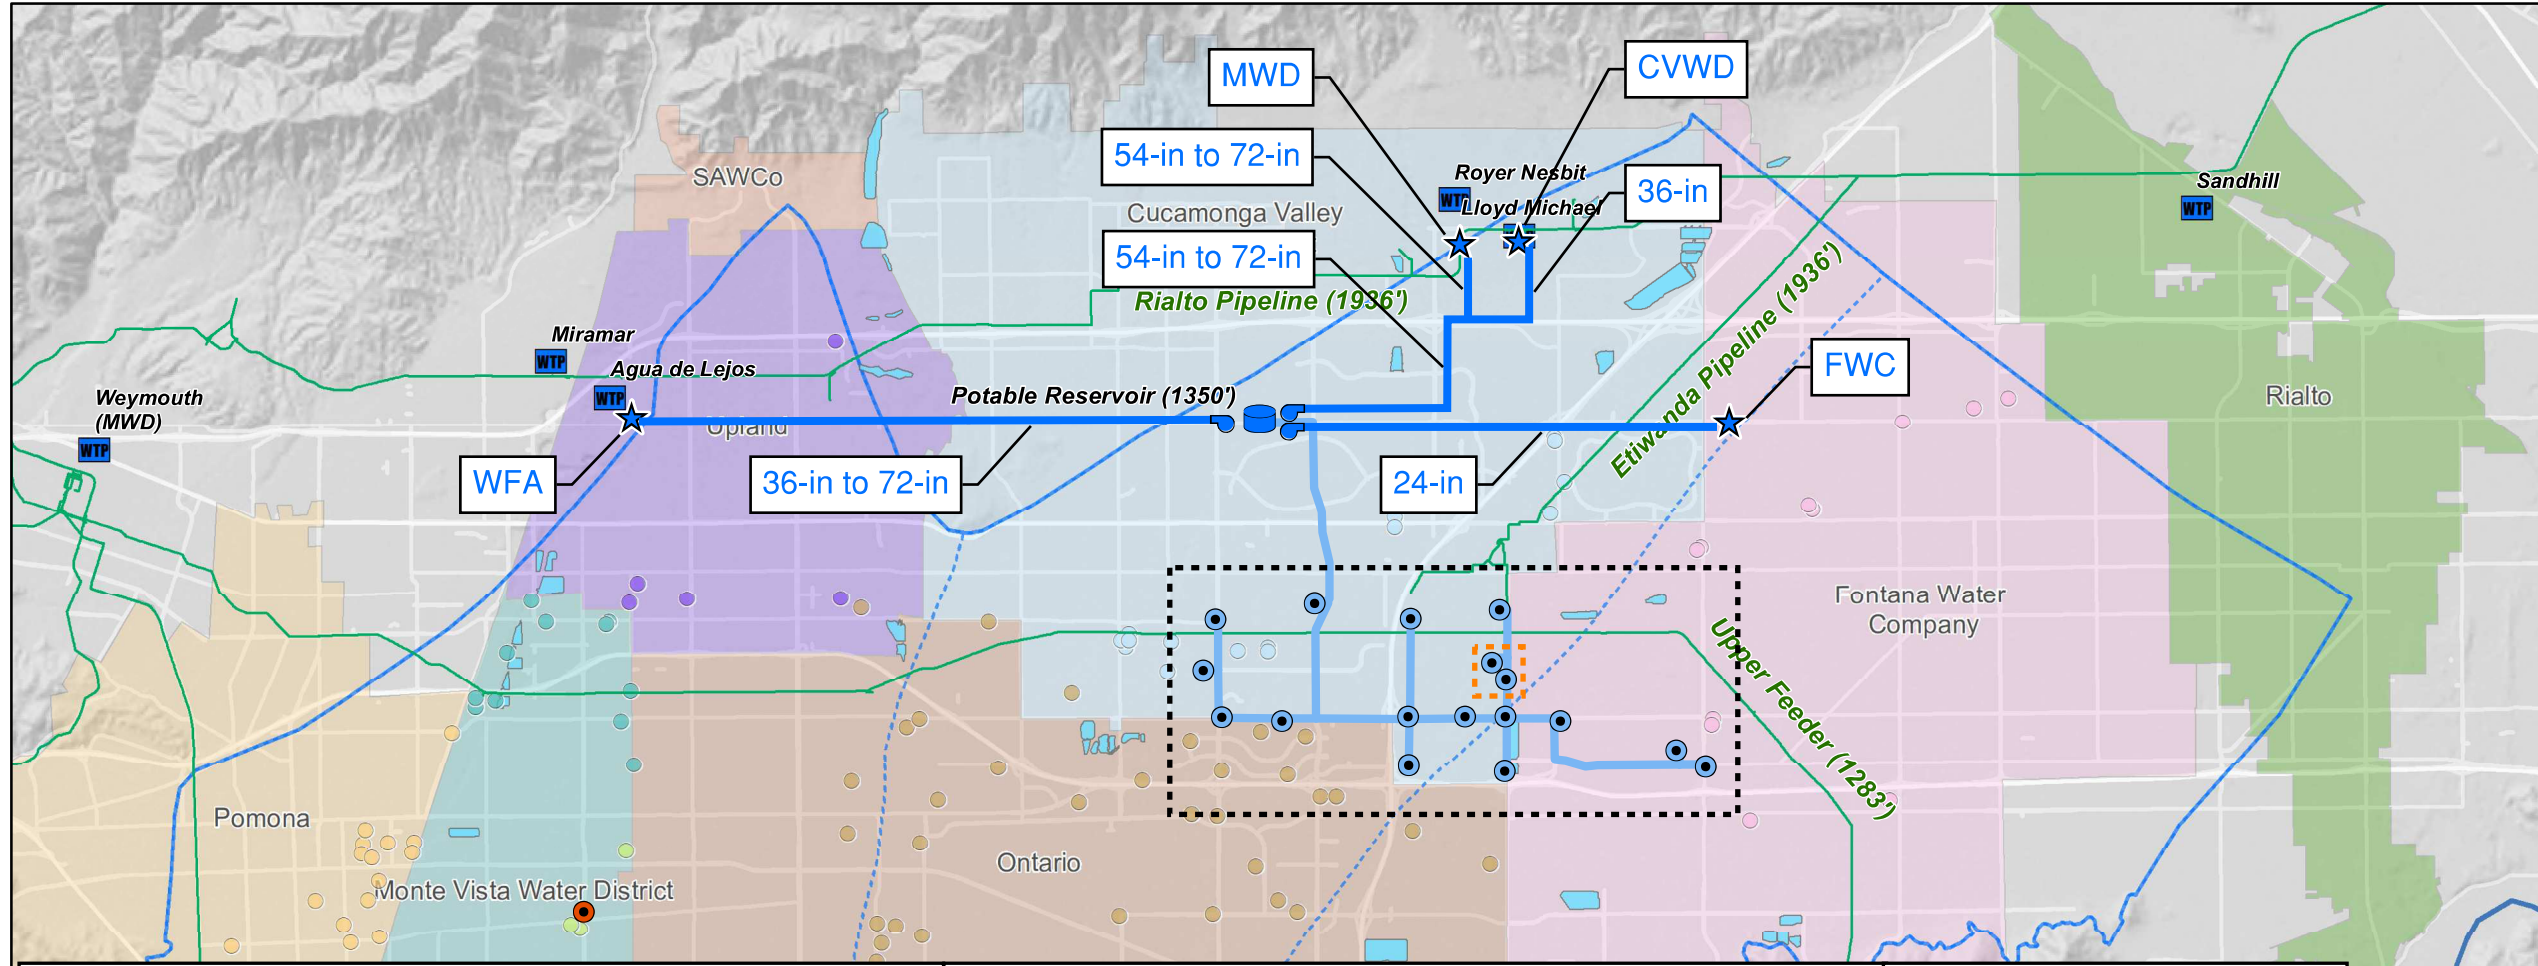 MWD
CVWD
54-in to 72-in
Royer Nesbit
WTP
Lloyd Michael
36-in
SAWCo
Cucamonga Valley
Sandhill
WTP
54-in to 72-in
Rialto Pipeline (1936')
Etiwanda Pipeline (1936')
Miramar
WTP
Agua de Lejos
WTP
Weymouth
(MWD)
WTP
Potable Reservoir (1350')
FWC
Rialto
Upland
WFA
36-in to 72-in
24-in
Fontana Water
Company
Upper Feeder (1283')
Pomona
Ontario
Monte Vista Water District